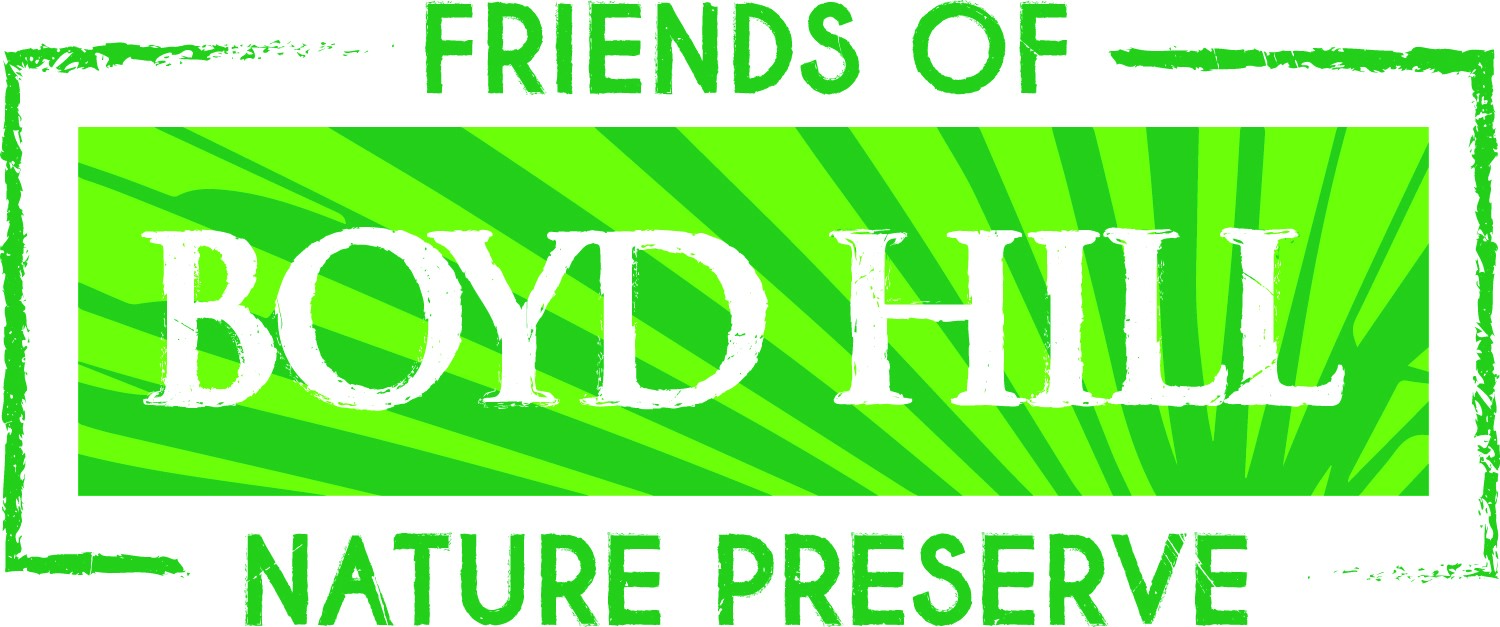 FRIENDS OF
BOYD HILL
NATURE PRESERVE